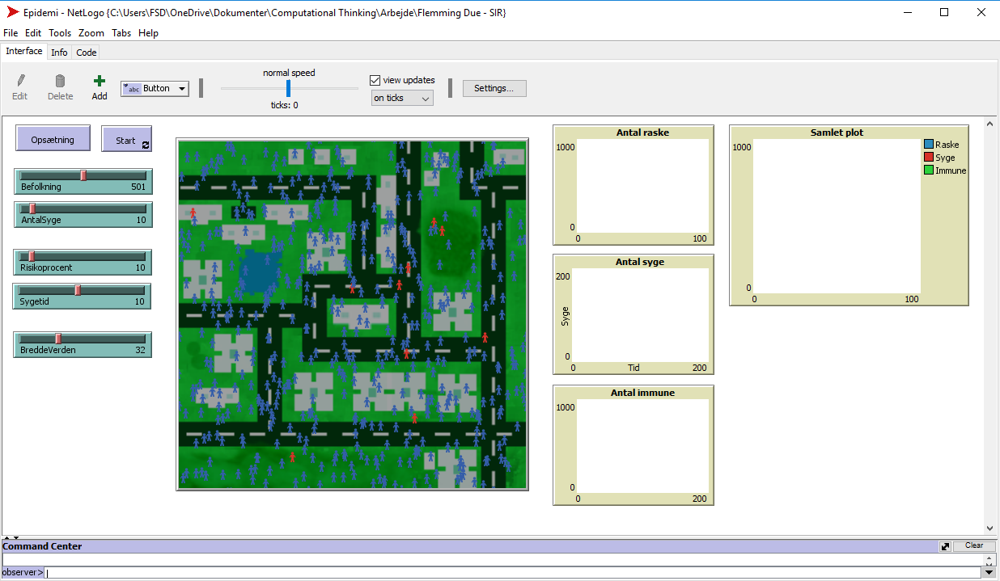 Epidemi - NetLogo {C:\Users\FSD\OneDrive\Dokumenter\Computational Thinking\Arbejde\Flemming Due - SIR}
File Edit Tools Zoom Tabs Help
Interface Info Code
Edit Delete Add
abc Button
normal speed
ticks: 0
view updates
on ticks
Settings...
Opsætning Start
Befolkning 501
AntalSyge 10
Risikoprocent 10
Sygetid 10
BreddeVerden 32
Antal raske
1000
0
0 100
Antal syge
200
Syge
0
0 Tid 200
Antal immune
1000
0
0 200
Samlet plot
1000
0
0 100
Raske
Syge
Immune
Command Center Clear
observer>